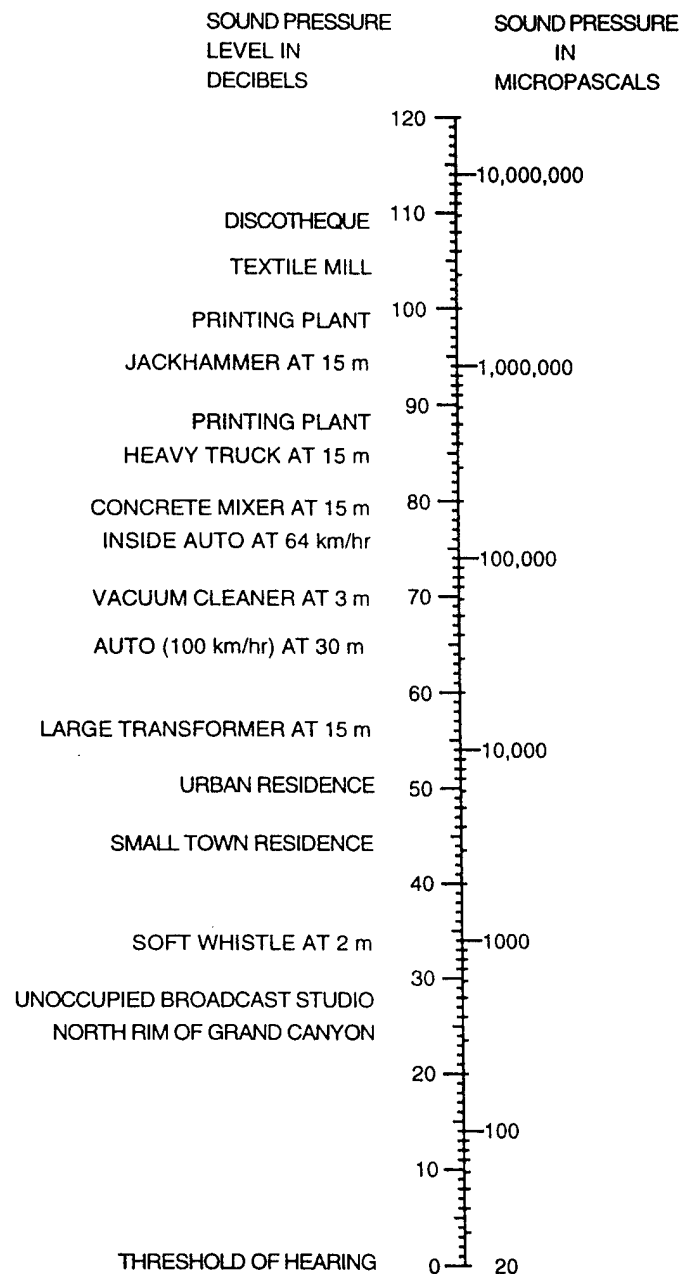 SOUND PRESSURE
LEVEL IN
DECIBELS
SOUND PRESSURE
IN
MICROPASCALS
120
10,000,000
DISCOTHEQUE
110
TEXTILE MILL
PRINTING PLANT
100
JACKHAMMER AT 15 m
1,000,000
90
PRINTING PLANT
HEAVY TRUCK AT 15 m
CONCRETE MIXER AT 15 m
80
INSIDE AUTO AT 64 km/hr
100,000
VACUUM CLEANER AT 3 m
70
AUTO (100 km/hr) AT 30 m
60
LARGE TRANSFORMER AT 15 m
10,000
URBAN RESIDENCE
50
SMALL TOWN RESIDENCE
40
SOFT WHISTLE AT 2 m
1000
30
UNOCCUPIED BROADCAST STUDIO
NORTH RIM OF GRAND CANYON
20
100
10
THRESHOLD OF HEARING
0
20